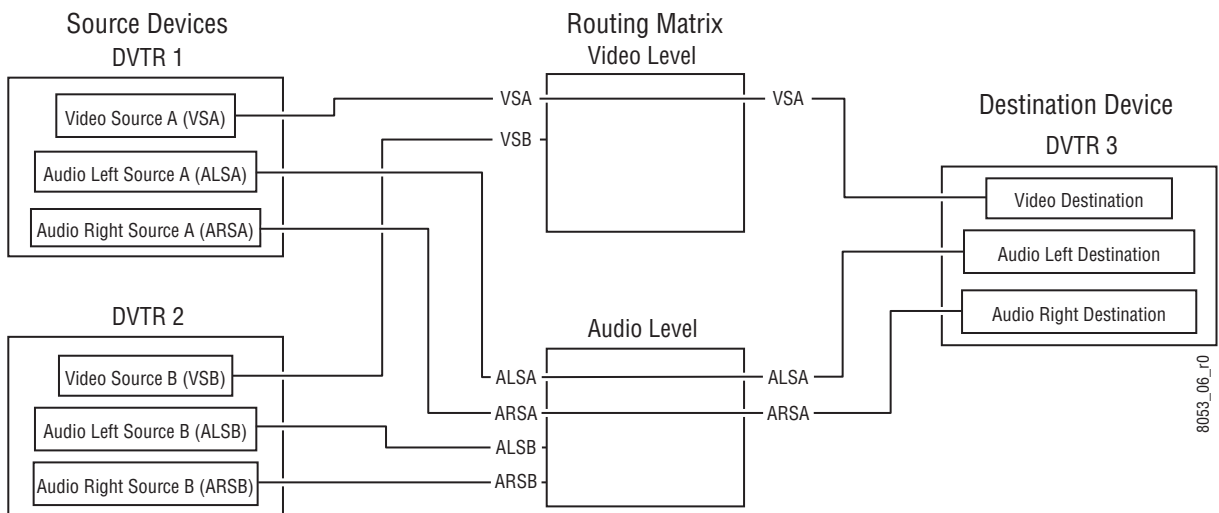 Source Devices
DVTR 1
Video Source A (VSA)
Audio Left Source A (ALSA)
Audio Right Source A (ARSA)
DVTR 2
Video Source B (VSB)
Audio Left Source B (ALSB)
Audio Right Source B (ARSB)
Routing Matrix
Video Level
VSA
VSB
VSA
Audio Level
ALSA
ARSA
ALSB
ARSB
ALSA
ARSA
Destination Device
DVTR 3
Video Destination
Audio Left Destination
Audio Right Destination
8053_06_r0